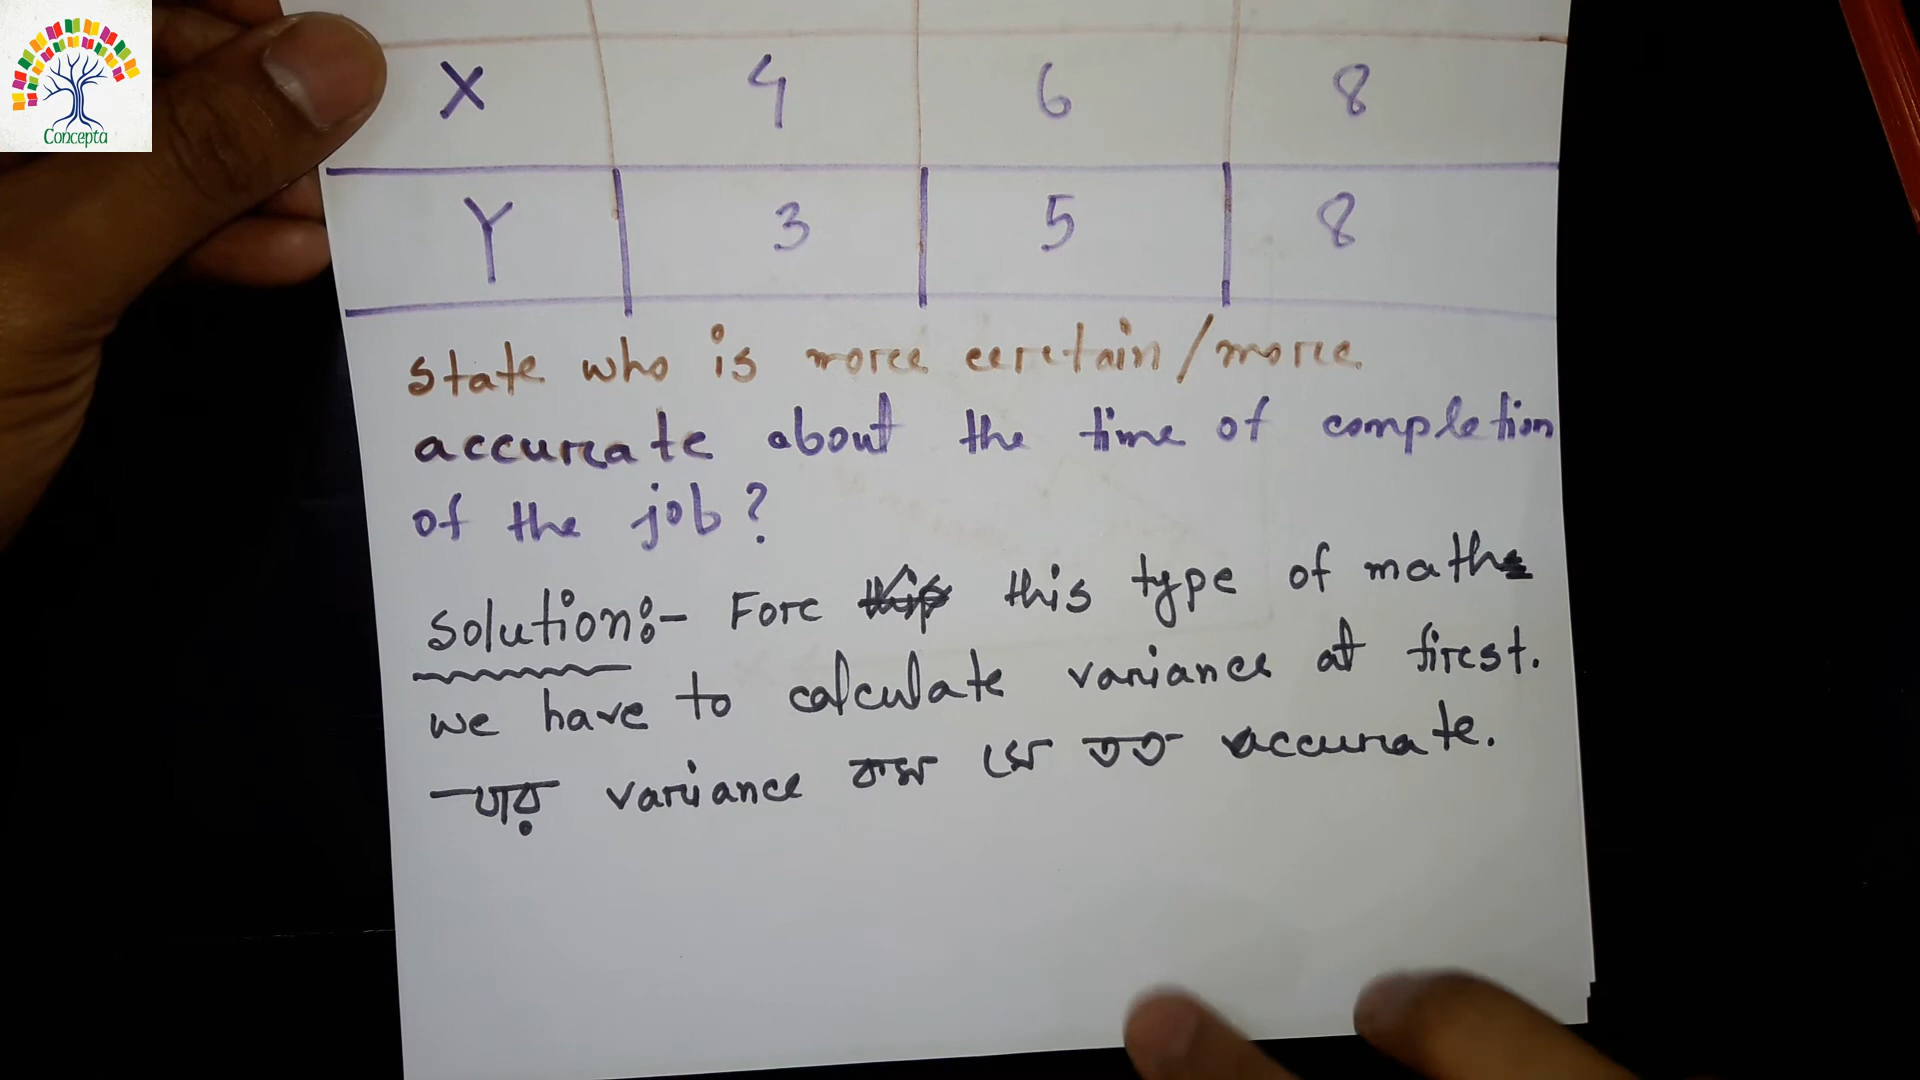 Concepta
X 4 6 8
Y 3 5 8
State who is more certain/more
accurate about the time of completion
of the job?
Solution:- For this type of math
we have to calculate variance at first.
যার variance কম সে তত accurate.